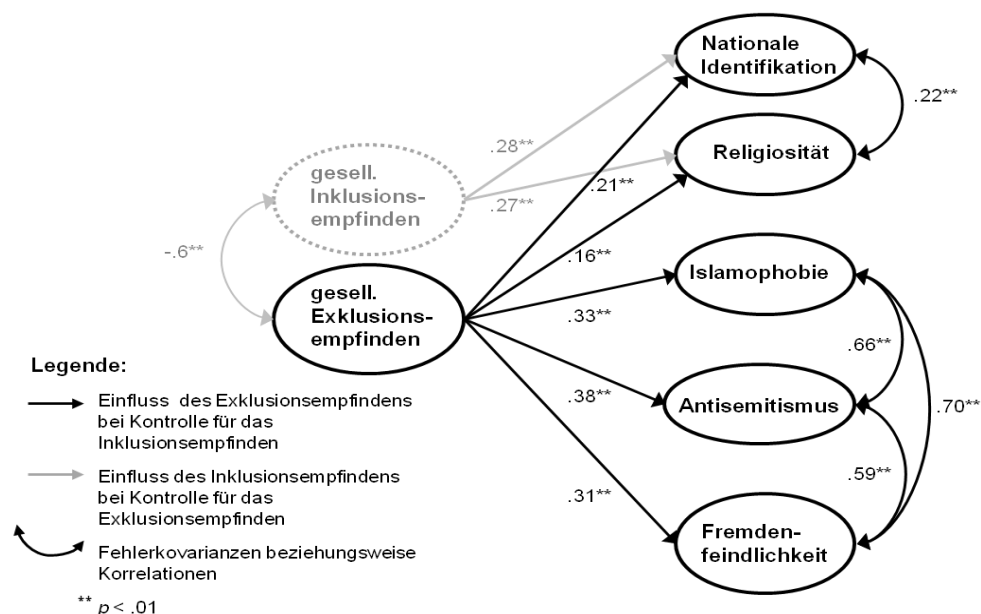 Nationale
Identifikation
.22**
.28**
Religiosität
gesell.
Inklusions-
empfinden
.21**
.27**
-.6**
.16**
Islamophobie
gesell.
Exklusions-
empfinden
.33**
.66**
Legende:
Einfluss des Exklusionsempfindens
bei Kontrolle für das
Inklusionsempfinden
.38**
Antisemitismus
.70**
Einfluss des Inklusionsempfindens
bei Kontrolle für das
Exklusionsempfinden
.31**
.59**
Fremden-
feindlichkeit
Fehlerkovarianzen beziehungsweise
Korrelationen
** p < .01